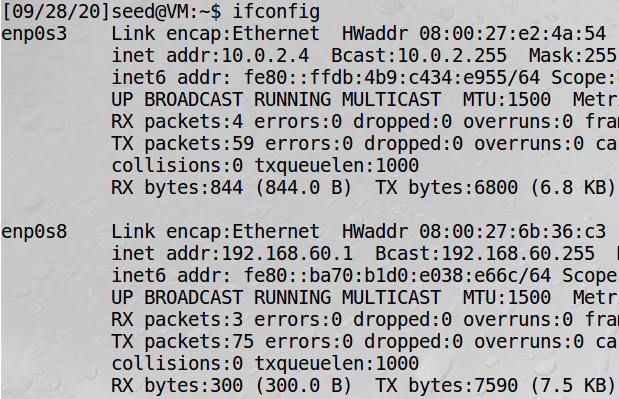 [09/28/20]seed@VM:~$ ifconfig
enp0s3 Link encap:Ethernet HWaddr 08:00:27:e2:4a:54
inet addr:10.0.2.4 Bcast:10.0.2.255 Mask:255
inet6 addr: fe80::ffdb:4b9:c434:e955/64 Scope:
UP BROADCAST RUNNING MULTICAST MTU:1500 Metr
RX packets:4 errors:0 dropped:0 overruns:0 fra
TX packets:59 errors:0 dropped:0 overruns:0 ca
collisions:0 txqueuelen:1000
RX bytes:844 (844.0 B) TX bytes:6800 (6.8 KB)
enp0s8 Link encap:Ethernet HWaddr 08:00:27:6b:36:c3
inet addr:192.168.60.1 Bcast:192.168.60.255 M
inet6 addr: fe80::ba70:b1d0:e038:e66c/64 Scope
UP BROADCAST RUNNING MULTICAST MTU:1500 Metr
RX packets:3 errors:0 dropped:0 overruns:0 fra
TX packets:75 errors:0 dropped:0 overruns:0 ca
collisions:0 txqueuelen:1000
RX bytes:300 (300.0 B) TX bytes:7590 (7.5 KB)